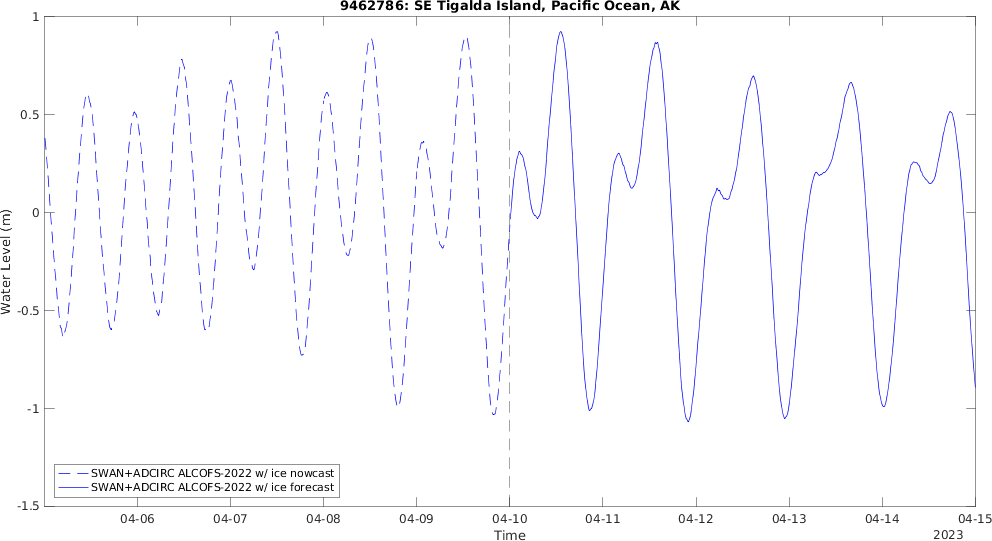 9462786: SE Tigalda Island, Pacific Ocean, AK
1
0.5
0
-0.5
-1
-1.5
Water Level (m)
SWAN+ADCIRC ALCOFS-2022 w/ ice nowcast
SWAN+ADCIRC ALCOFS-2022 w/ ice forecast
04-06 04-07 04-08 04-09 04-10 04-11 04-12 04-13 04-14 04-15
Time
2023